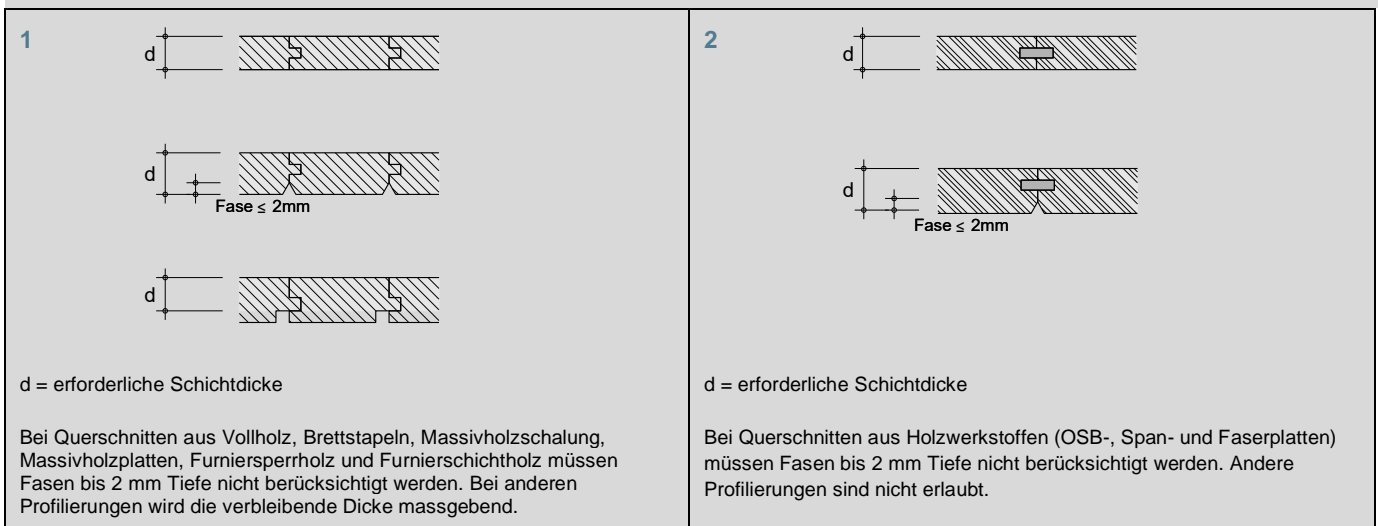 1
d
d
Fase ≤ 2mm
d
d = erforderliche Schichtdicke
Bei Querschnitten aus Vollholz, Brettstapeln, Massivholzschalung,
Massivholzplatten, Furniersperrholz und Furnierschichtholz müssen
Fasen bis 2 mm Tiefe nicht berücksichtigt werden. Bei anderen
Profilierungen wird die verbleibende Dicke massgebend.
2
d
d
Fase ≤ 2mm
d = erforderliche Schichtdicke
Bei Querschnitten aus Holzwerkstoffen (OSB-, Span- und Faserplatten)
müssen Fasen bis 2 mm Tiefe nicht berücksichtigt werden. Andere
Profilierungen sind nicht erlaubt.